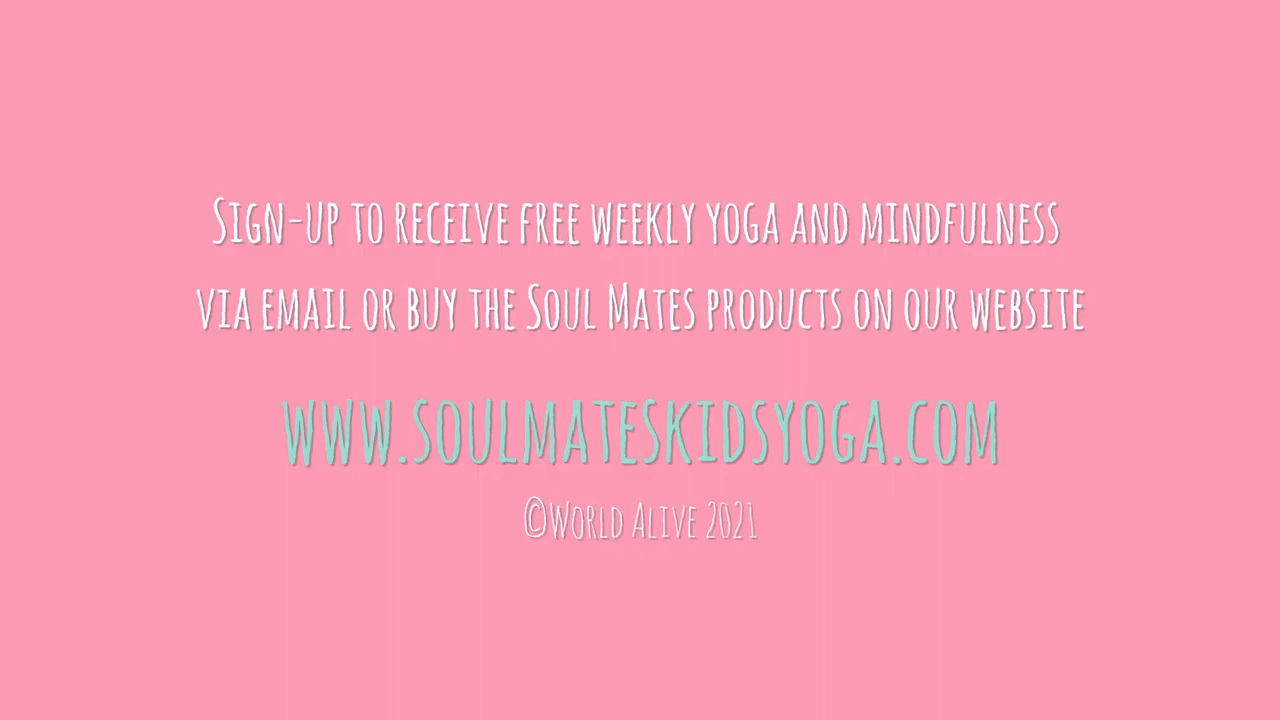 Sign-up to receive free weekly yoga and mindfulness
via email or buy the Soul Mates products on our website
www.soulmateskidsyoga.com
©World Alive 2021